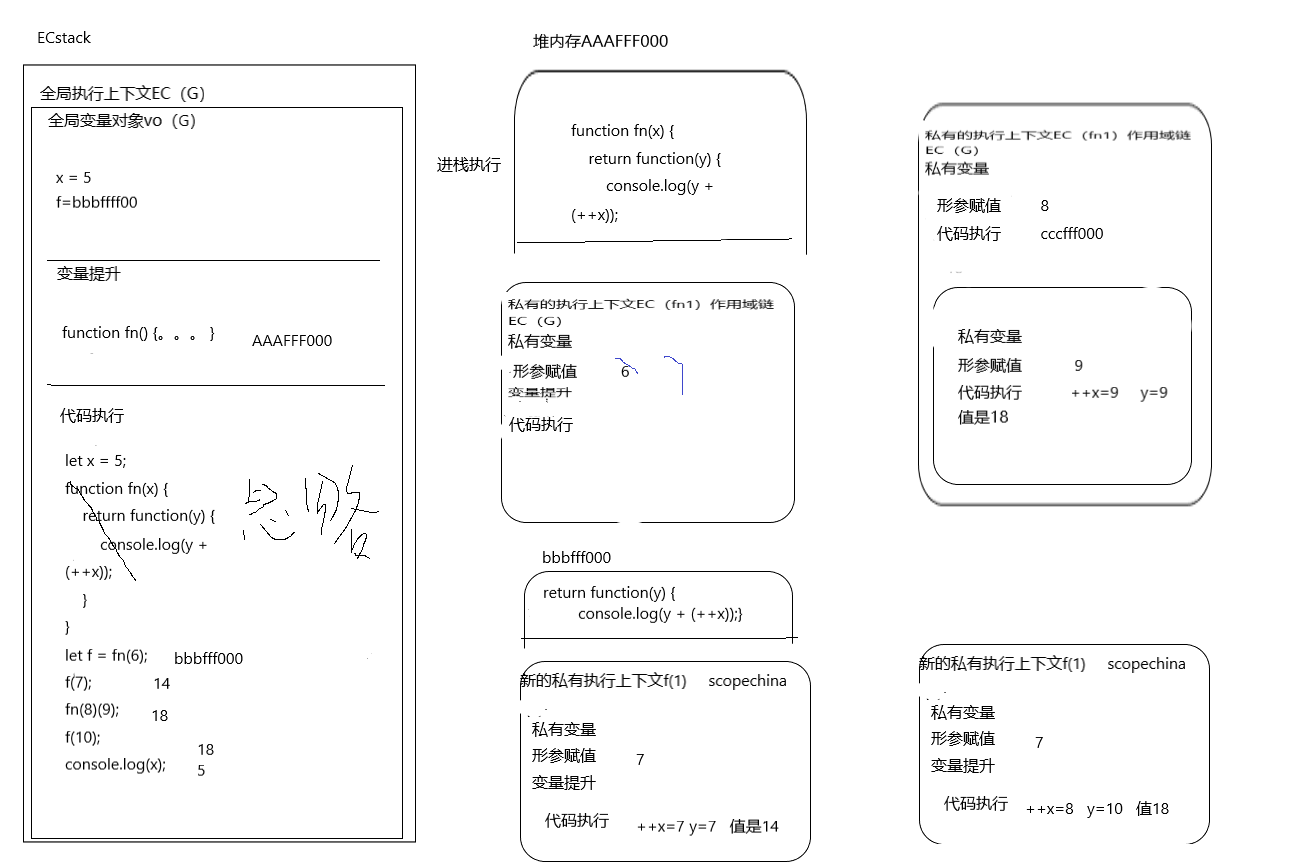 ECstack
全局执行上下文EC（G）
全局变量对象vo（G）
x = 5
f=bbbffff00
变量提升
function fn() {。。。 }
AAAFFF000
代码执行
let x = 5;
function fn(x) {
return function(y) {
console.log(y +
(++x));
}
}
思路
let f = fn(6);
bbbfff000
f(7);
14
fn(8)(9);
18
f(10);
18
console.log(x);
5
进栈执行
堆内存AAAFFF000
function fn(x) {
return function(y) {
console.log(y +
(++x));
私有的执行上下文EC（fn1）作用域链
EC（G）
私有变量
形参赋值 6
变量提升
代码执行
bbbfff000
return function(y) {
console.log(y + (++x));}
新的私有执行上下文f(1) scopechina
私有变量
形参赋值 7
变量提升
代码执行 ++x=7 y=7 值是14
私有的执行上下文EC（fn1）作用域链
EC（G）
私有变量
形参赋值 8
代码执行 cccfff000
私有变量
形参赋值 9
代码执行 ++x=9 y=9
值是18
新的私有执行上下文f(1) scopechina
私有变量
形参赋值 7
变量提升
代码执行 ++x=8 y=10 值18